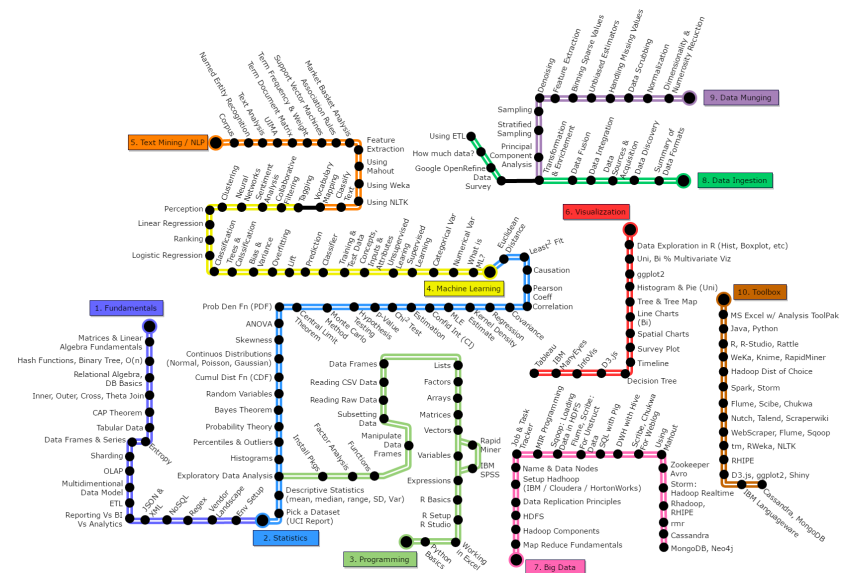 1. Fundamentals
Matrices & Linear
Algebra Fundamentals
Hash Functions, Binary Tree, O(n)
Relational Algebra,
DB Basics
Inner, Outer, Cross, Theta Join
CAP Theorem
Tabular Data
Data Frames & Series
Entropy
Sharding
OLAP
Multidimentional
Data Model
ETL
Reporting Vs BI
Vs Analytics
JSON &
XML
NoSQL
Regex
Vendor
Landscape
Env Setup
2. Statistics
Pick a Dataset
(UCI Report)
Descriptive Statistics
(mean, median, range, SD, Var)
Exploratory Data Analysis
Histograms
Percentiles & Outliers
Probability Theory
Bayes Theorem
Random Variables
Cumul Dist Fn (CDF)
Continuos Distributions
(Normal, Poisson, Gaussian)
Skewness
ANOVA
Prob Den Fn (PDF)
Central Limit
Theorem
Monte Carlo
Method
Hypothesis
Testing
p-Value
Chi² Test
Estimation
Confid Int (CI)
MLE
Kernel Density
Estimate
Regression
Covariance
Correlation
Pearson
Coeff
Causation
Least² Fit
Euclidean
Distance
3. Programming
Python
Basics
Working
in Excel
R Setup
R Studio
R Basics
Expressions
IBM
SPSS
Rapid
Miner
Variables
Vectors
Matrices
Arrays
Factors
Lists
Data Frames
Reading CSV Data
Reading Raw Data
Subsetting
Data
Manipulate
Data
Frames
Functions
Factor Analysis
Install Pkgs
4. Machine Learning
What is
ML?
Numerical Var
Categorical Var
Supervised
Learning
Unsupervised
Learning
Concepts,
Inputs &
Attributes
Training &
Test Data
Classifier
Prediction
Lift
Overfitting
Bias &
Variance
Trees &
Calssification
Classification
Logistic Regression
Ranking
Linear Regression
Perception
Clustering
Neural
Networks
Sentiment
Analysis
Collaborative
Filtering
Tagging
Vocabulary
Mapping
Classify
Text
Using NLTK
Using Weka
Using
Mahout
Feature
Extraction
Market Basket Analysis
Association Rules
Support Vector Machines
Term Frequency & Weight
Term Document Matrix
UIMA
Text Analysis
Named Entity Recognition
Corpus
5. Text Mining / NLP
6. Visualizzation
Data Exploration in R (Hist, Boxplot, etc)
Uni, Bi % Multivariate Viz
ggplot2
Histogram & Pie (Uni)
Tree & Tree Map
Line Charts
(Bi)
Spatial Charts
Survey Plot
Timeline
Decision Tree
D3.js
InfoVis
ManyEyes
IBM
Tableau
7. Big Data
Map Reduce Fundamentals
Hadoop Components
HDFS
Data Replication Principles
Setup Hadhoop
(IBM / Cloudera / HortonWorks)
Name & Data Nodes
Job & Task
Tracker
M/R Programming
Sqoop: Loading
Data in HDFS
Flume, Scribe:
For Unstruct
Data
SQL with Pig
DWH with Hive
Scribe, Chukwa
For Weblog
Using
Mahout
Zookeeper
Avro
Storm:
Hadoop Realtime
Rhadoop,
RHIPE
rmr
Cassandra
MongoDB, Neo4j
8. Data Ingestion
Summary of
Data Formats
Data Discovery
Data
Sources &
Acquisition
Data Integration
Data Fusion
Transformation
& Enrichement
Data
Survey
Google OpenRefine
How much data?
Using ETL
9. Data Munging
Dimensionality &
Numerosity Recuction
Normalization
Data Scrubbing
Handling Missing Values
Unbiased Estimators
Binning Sparse Values
Feature Extraction
Denoising
Sampling
Stratified
Sampling
Principal
Component
Analysis
10. Toolbox
MS Excel w/ Analysis ToolPak
Java, Python
R, R-Studio, Rattle
WeKa, Knime, RapidMiner
Hadoop Dist of Choice
Spark, Storm
Flume, Scibe, Chukwa
Nutch, Talend, Scraperwiki
WebScraper, Flume, Sqoop
tm, RWeka, NLTK
RHIPE
D3.js, ggplot2, Shiny
IBM Languageware
Cassandra, MongoDB